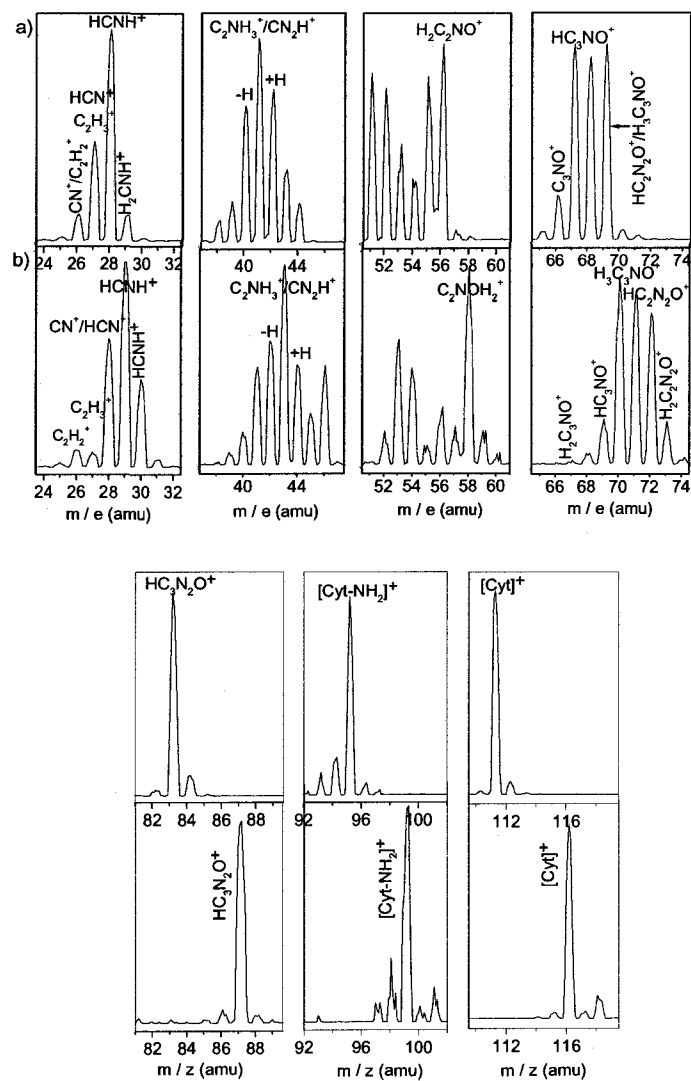 a)
HCNH+
HCN+
C2H3+
CN+/C2H2+
H2CNH+
C2NH3+/CN2H+
-H
+H
H2C2NO+
HC3NO+
C3NO+
HC2N2O+/H3C3NO+
24 26 28 30 32
40 44
52 54 56 58 60
66 68 70 72 74
b)
HCNH+
CN+/HCN+
HCNH+
C2H3+
C2H2+
C2NH3+/CN2H+
-H
+H
C2NOH2+
H3C3NO+
HC2N2O+
H2C3NO+
HC3NO+
H2C2N2O+
24 26 28 30 32
40 44
52 54 56 58 60
66 68 70 72 74
m / e (amu)
m / e (amu)
m / e (amu)
m / e (amu)
HC3N2O+
[Cyt-NH2]+
[Cyt]+
82 84 86 88
92 96 100
112 116
HC3N2O+
[Cyt-NH2]+
[Cyt]+
82 84 86 88
92 96 100
112 116
m / z (amu)
m / z (amu)
m / z (amu)